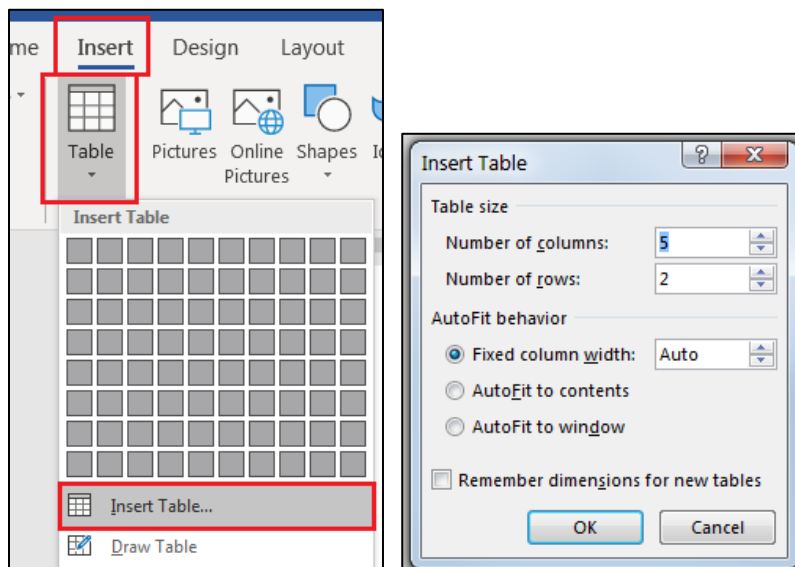 me Insert Design Layout
Table Pictures Online Shapes
Pictures
Insert Table
Insert Table...
Draw Table
Insert Table
Table size
Number of columns: 5
Number of rows: 2
AutoFit behavior
Fixed column width: Auto
AutoFit to contents
AutoFit to window
Remember dimensions for new tables
OK Cancel